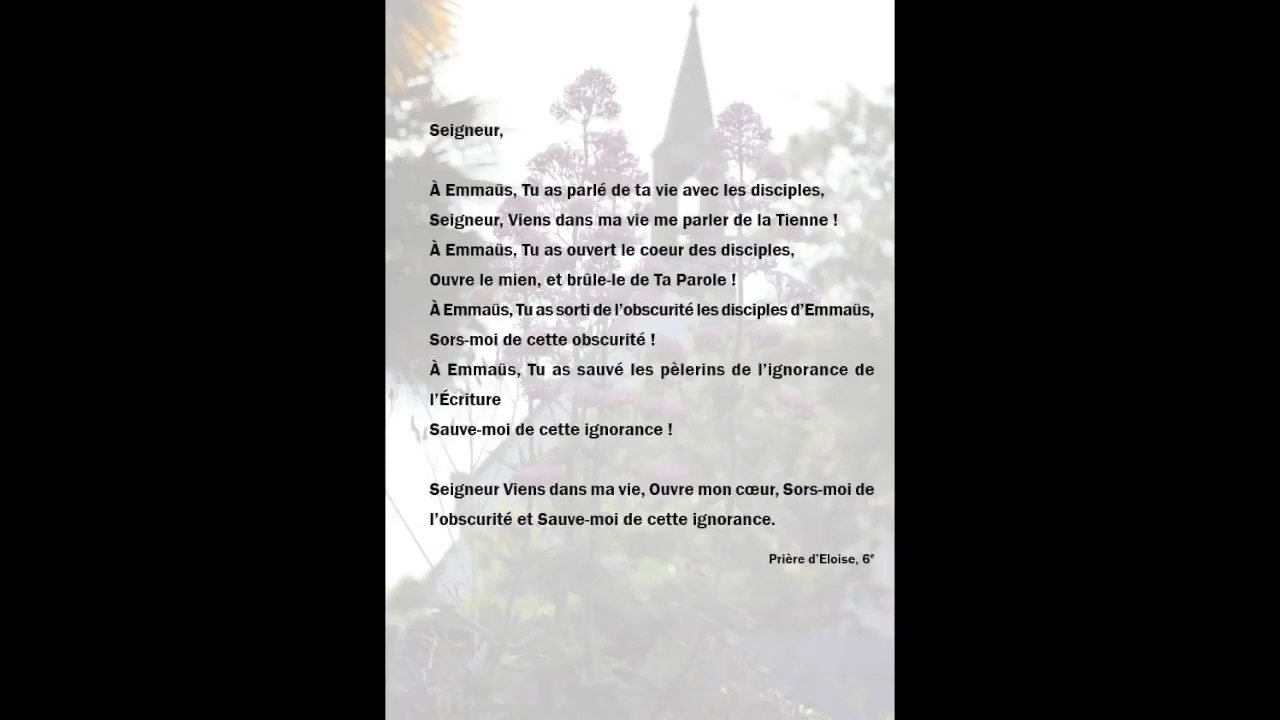 Seigneur,
À Emmaüs, Tu as parlé de ta vie avec les disciples,
Seigneur, Viens dans ma vie me parler de la Tienne !
À Emmaüs, Tu as ouvert le coeur des disciples,
Ouvre le mien, et brûle-le de Ta Parole !
À Emmaüs, Tu as sorti de l’obscurité les disciples d’Emmaüs,
Sors-moi de cette obscurité !
À Emmaüs, Tu as sauvé les pèlerins de l’ignorance de
l’Écriture
Sauve-moi de cette ignorance !
Seigneur Viens dans ma vie, Ouvre mon cœur, Sors-moi de
l’obscurité et Sauve-moi de cette ignorance.
Prière d’Eloise, 6ᵉ